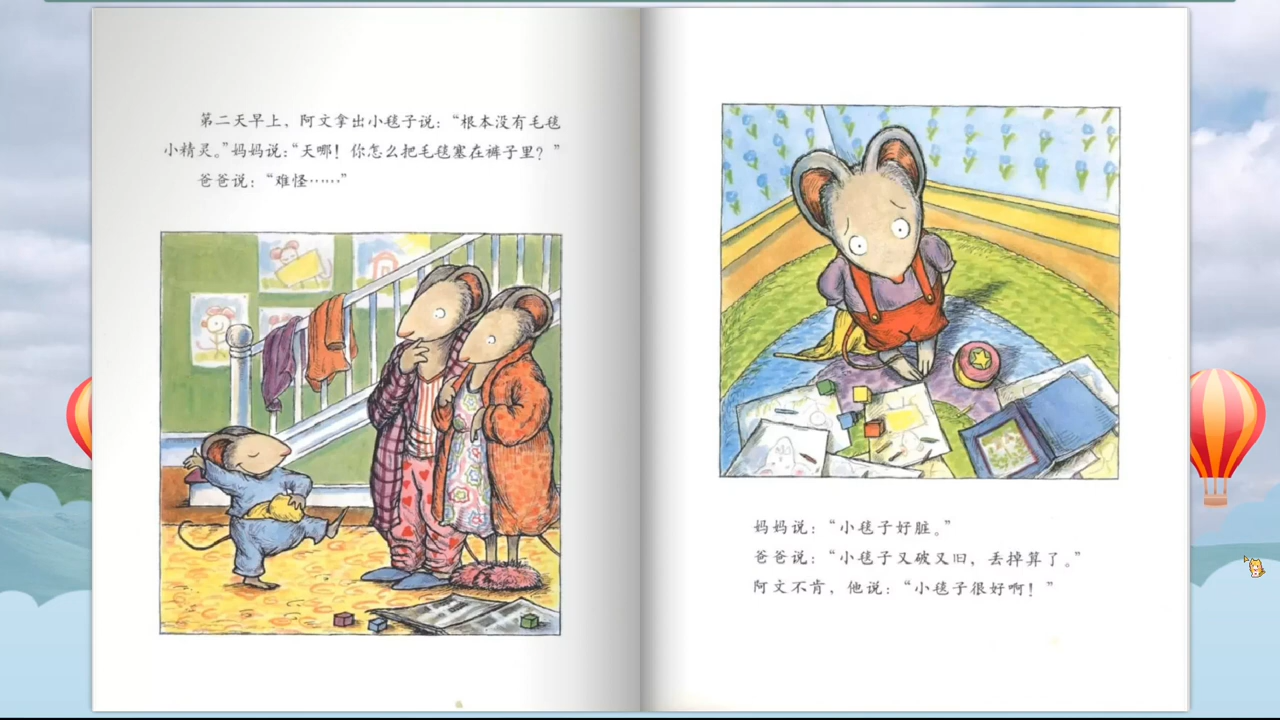 第二天早上，阿文拿出小毯子说：“根本没有毛毯
小精灵。”妈妈说：“天哪！你怎么把毛毯塞在裤子里？”
爸爸说：“难怪……”
妈妈说：“小毯子好脏。”
爸爸说：“小毯子又破又旧，丢掉算了。”
阿文不肯，他说：“小毯子很好啊！”